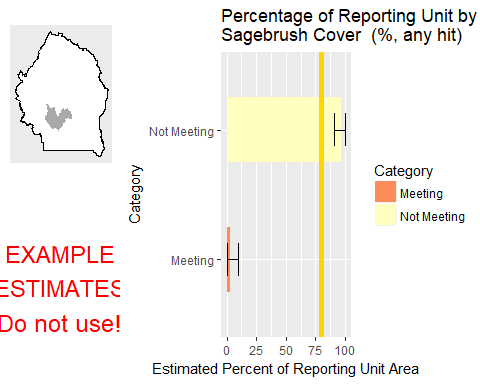 Percentage of Reporting Unit by
Sagebrush Cover (%, any hit)
Category
Not Meeting
Meeting
0 25 50 75 100
Estimated Percent of Reporting Unit Area
Category
Meeting
Not Meeting
EXAMPLE
ESTIMATES
Do not use!